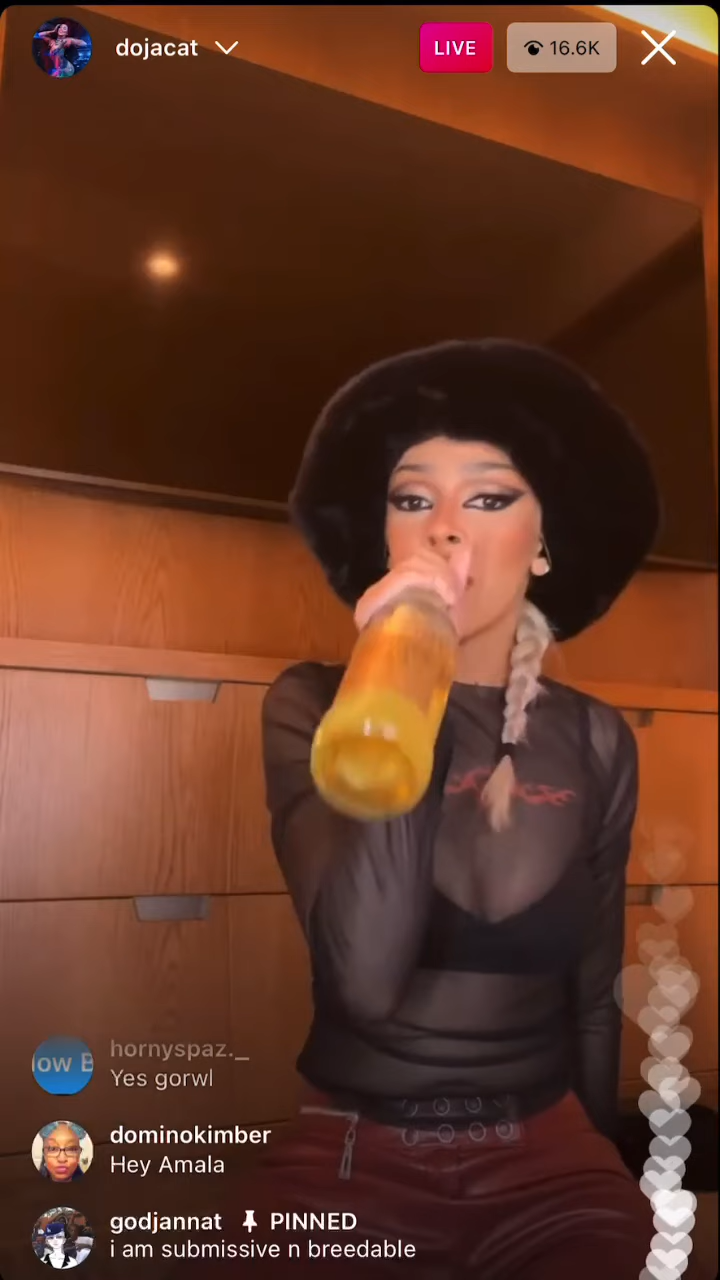 dojacat
LIVE
16.6K
hornyspaz._
Yes gorwl
dominokimber
Hey Amala
godjannat PINNED
i am submissive n breedable